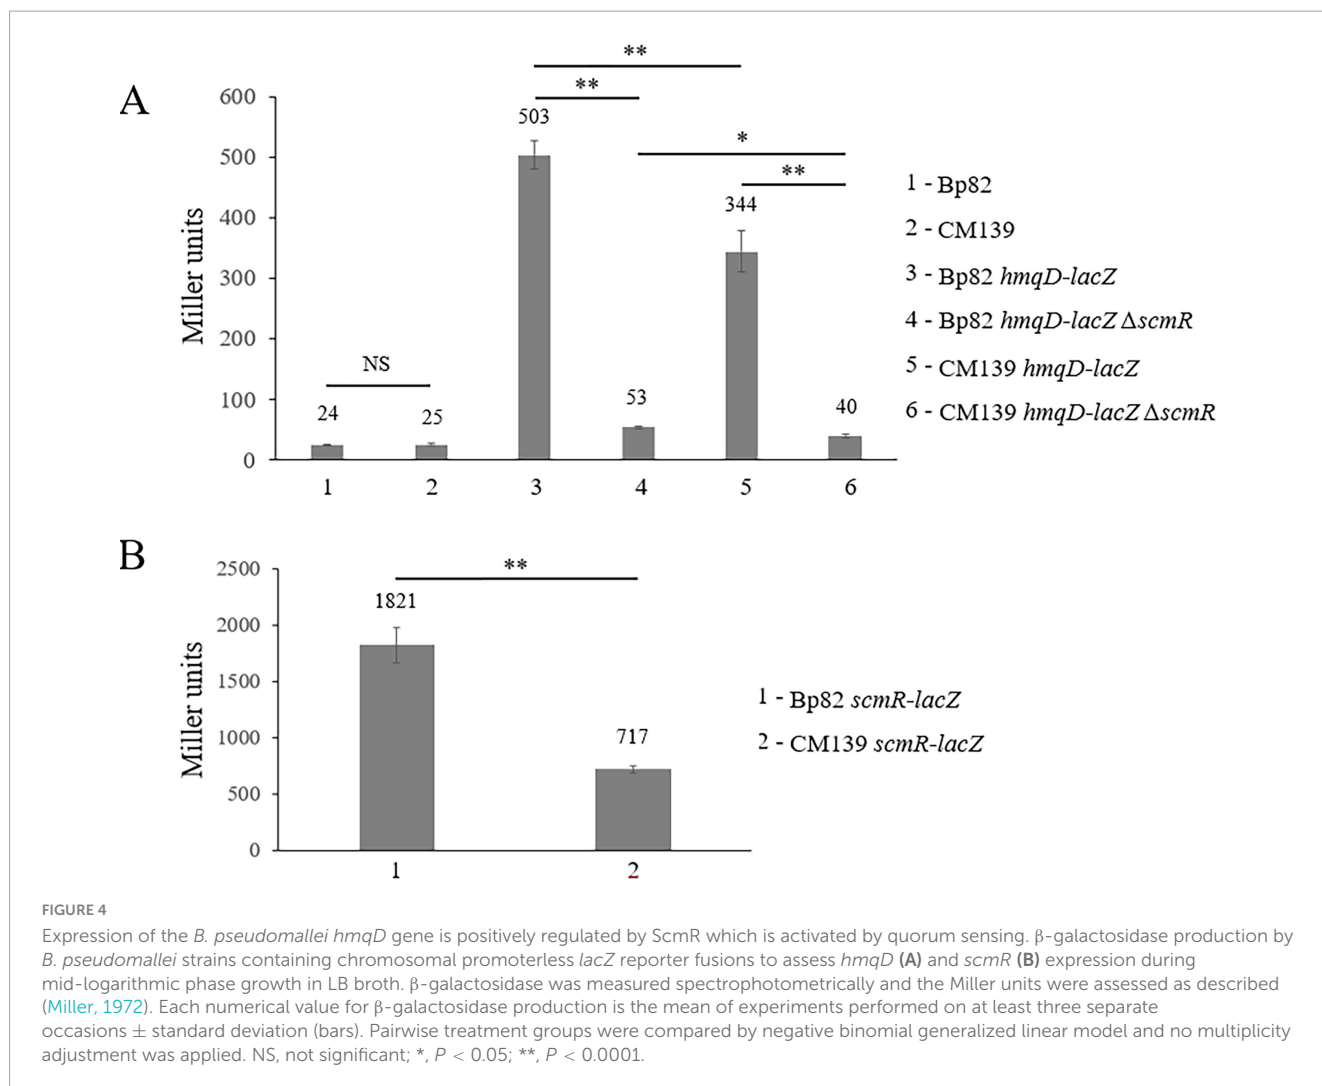 A
**
**
600
503
500
*
**
400
344
300
200
NS
100
24
25
53
40
0
Miller units
1 2 3 4 5 6
1 - Bp82
2 - CM139
3 - Bp82 hmqD-lacZ
4 - Bp82 hmqD-lacZ ΔscmR
5 - CM139 hmqD-lacZ
6 - CM139 hmqD-lacZ ΔscmR
B
2500
**
1821
2000
1500
1000
717
500
0
Miller units
1 2
1 - Bp82 scmR-lacZ
2 - CM139 scmR-lacZ
FIGURE 4
Expression of the B. pseudomallei hmqD gene is positively regulated by ScmR which is activated by quorum sensing. β-galactosidase production by
B. pseudomallei strains containing chromosomal promoterless lacZ reporter fusions to assess hmqD (A) and scmR (B) expression during
mid-logarithmic phase growth in LB broth. β-galactosidase was measured spectrophotometrically and the Miller units were assessed as described
(Miller, 1972). Each numerical value for β-galactosidase production is the mean of experiments performed on at least three separate
occasions ± standard deviation (bars). Pairwise treatment groups were compared by negative binomial generalized linear model and no multiplicity
adjustment was applied. NS, not significant; *, P < 0.05; **, P < 0.0001.